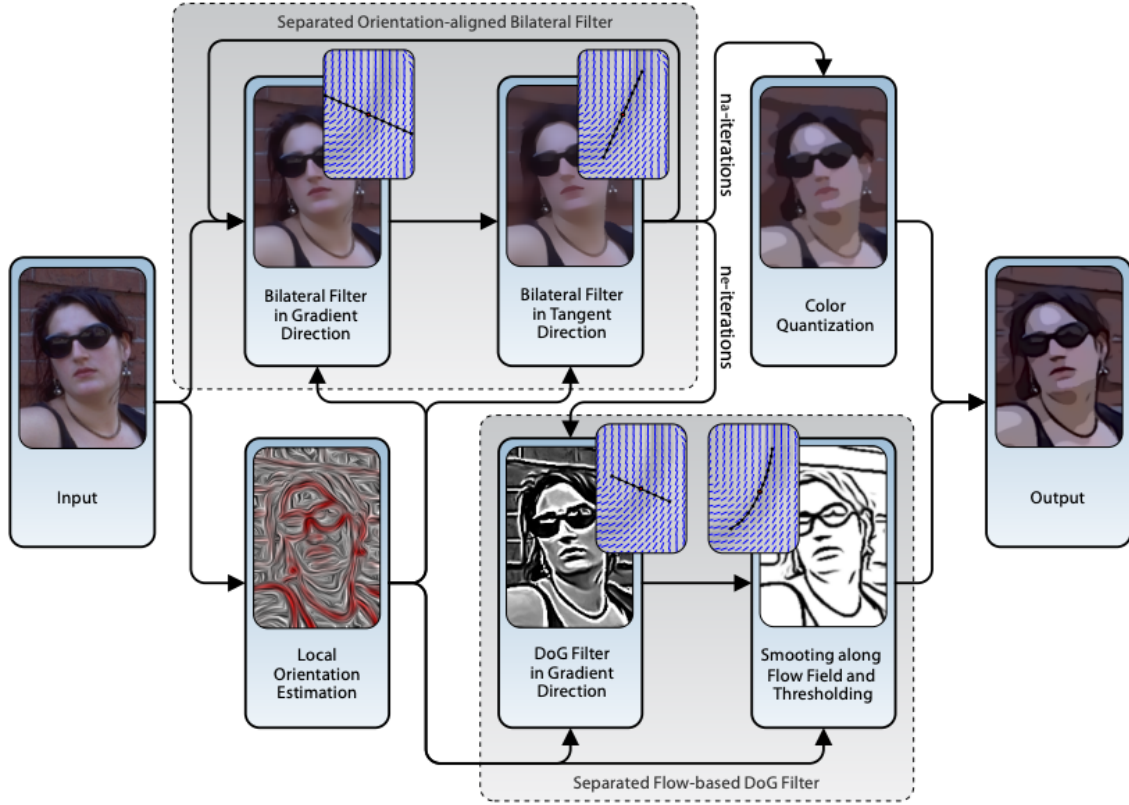 Separated Orientation-aligned Bilateral Filter
Bilateral Filter
in Gradient
Direction
Bilateral Filter
in Tangent
Direction
na-iterations
ne-iterations
Color
Quantization
Input
Output
Local
Orientation
Estimation
DoG Filter
in Gradient
Direction
Smooting along
Flow Field and
Thresholding
Separated Flow-based DoG Filter